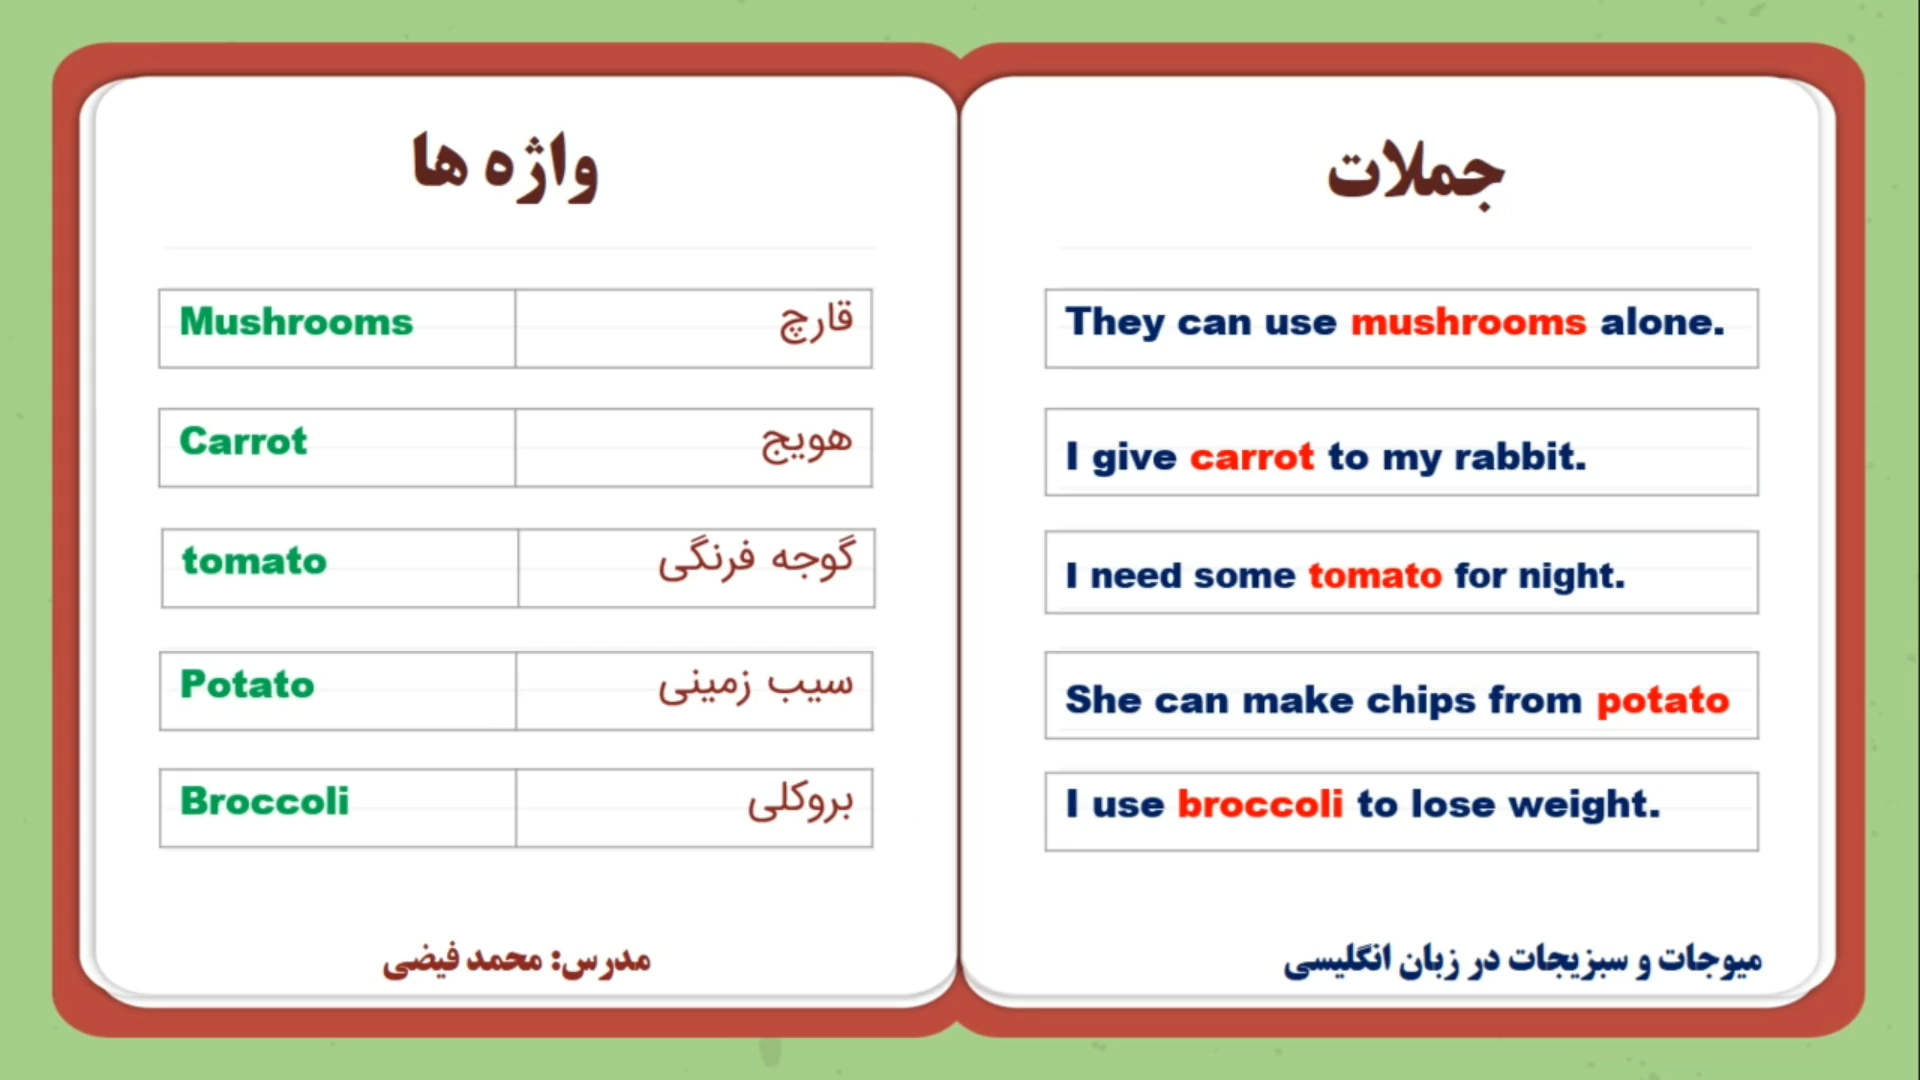 واژه ها
Mushrooms قارچ
Carrot هویج
tomato گوجه فرنگی
Potato سیب زمینی
Broccoli بروکلی
مدرس: محمد فیضی
جملات
They can use mushrooms alone.
I give carrot to my rabbit.
I need some tomato for night.
She can make chips from potato
I use broccoli to lose weight.
میوجات و سبزیجات در زبان انگلیسی